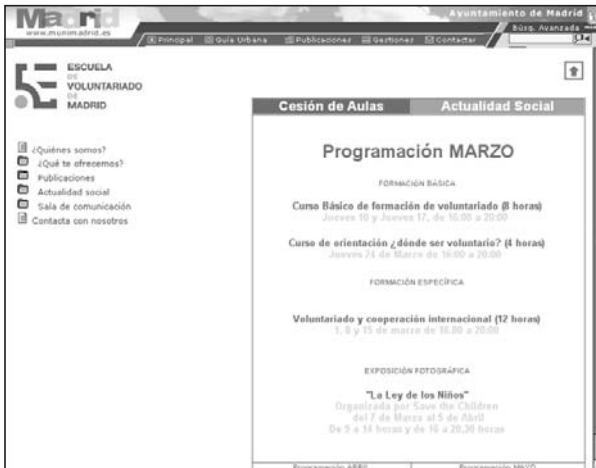 Madrid
www.munimadrid.es
Ayuntamiento de Madrid
Búsq. Avanzada
Principal Guía Urbana Publicaciones Gestiones Contactar
ESCUELA
DE
VOLUNTARIADO
DE
MADRID
¿Quiénes somos?
¿Qué te ofrecemos?
Publicaciones
Actualidad social
Sala de comunicación
Contacta con nosotros
Cesión de Aulas Actualidad Social
Programación MARZO
FORMACIÓN BÁSICA
Curso Básico de formación de voluntariado (8 horas)
Jueves 10 y Jueves 17, de 16:00 a 20:00
Curso de orientación ¿dónde ser voluntario? (4 horas)
Jueves 24 de Marzo de 16:00 a 20:00
FORMACIÓN ESPECÍFICA
Voluntariado y cooperación internacional (12 horas)
1, 8 y 15 de marzo de 16.00 a 20:00
EXPOSICIÓN FOTOGRÁFICA
"La Ley de los Niños"
Organizada por Save the Children
del 7 de Marzo al 5 de Abril
De 9 a 14 horas y de 16 a 20,30 horas
Programación ABRIL Programación MAYO